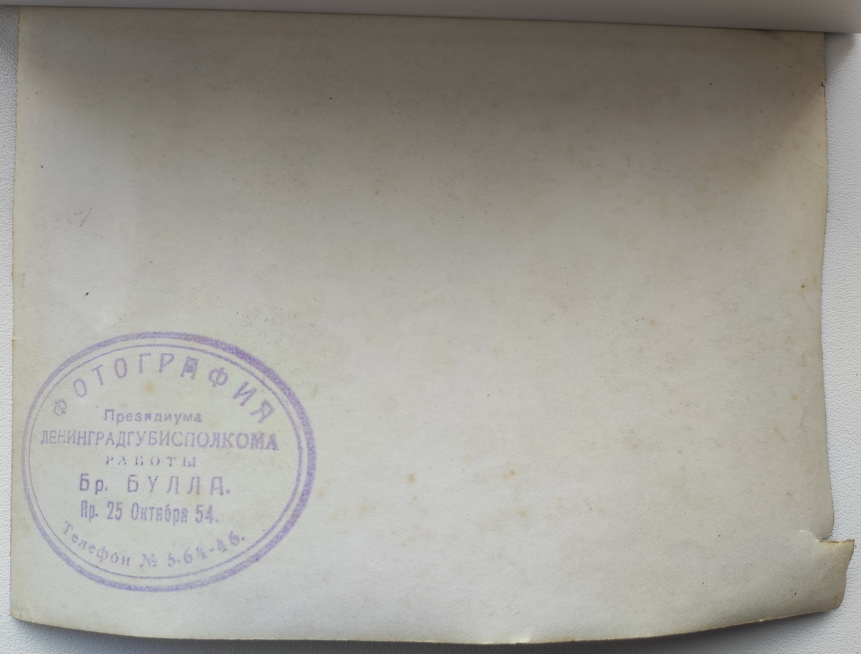 ФОТОГРАФИЯ
Президиума
ЛЕНИНГРАДГУБИСПОЛКОМА
РАБОТЫ
Бр. БУЛЛА.
Пр. 25 Октября 54.
Телефон № 5-64-46.